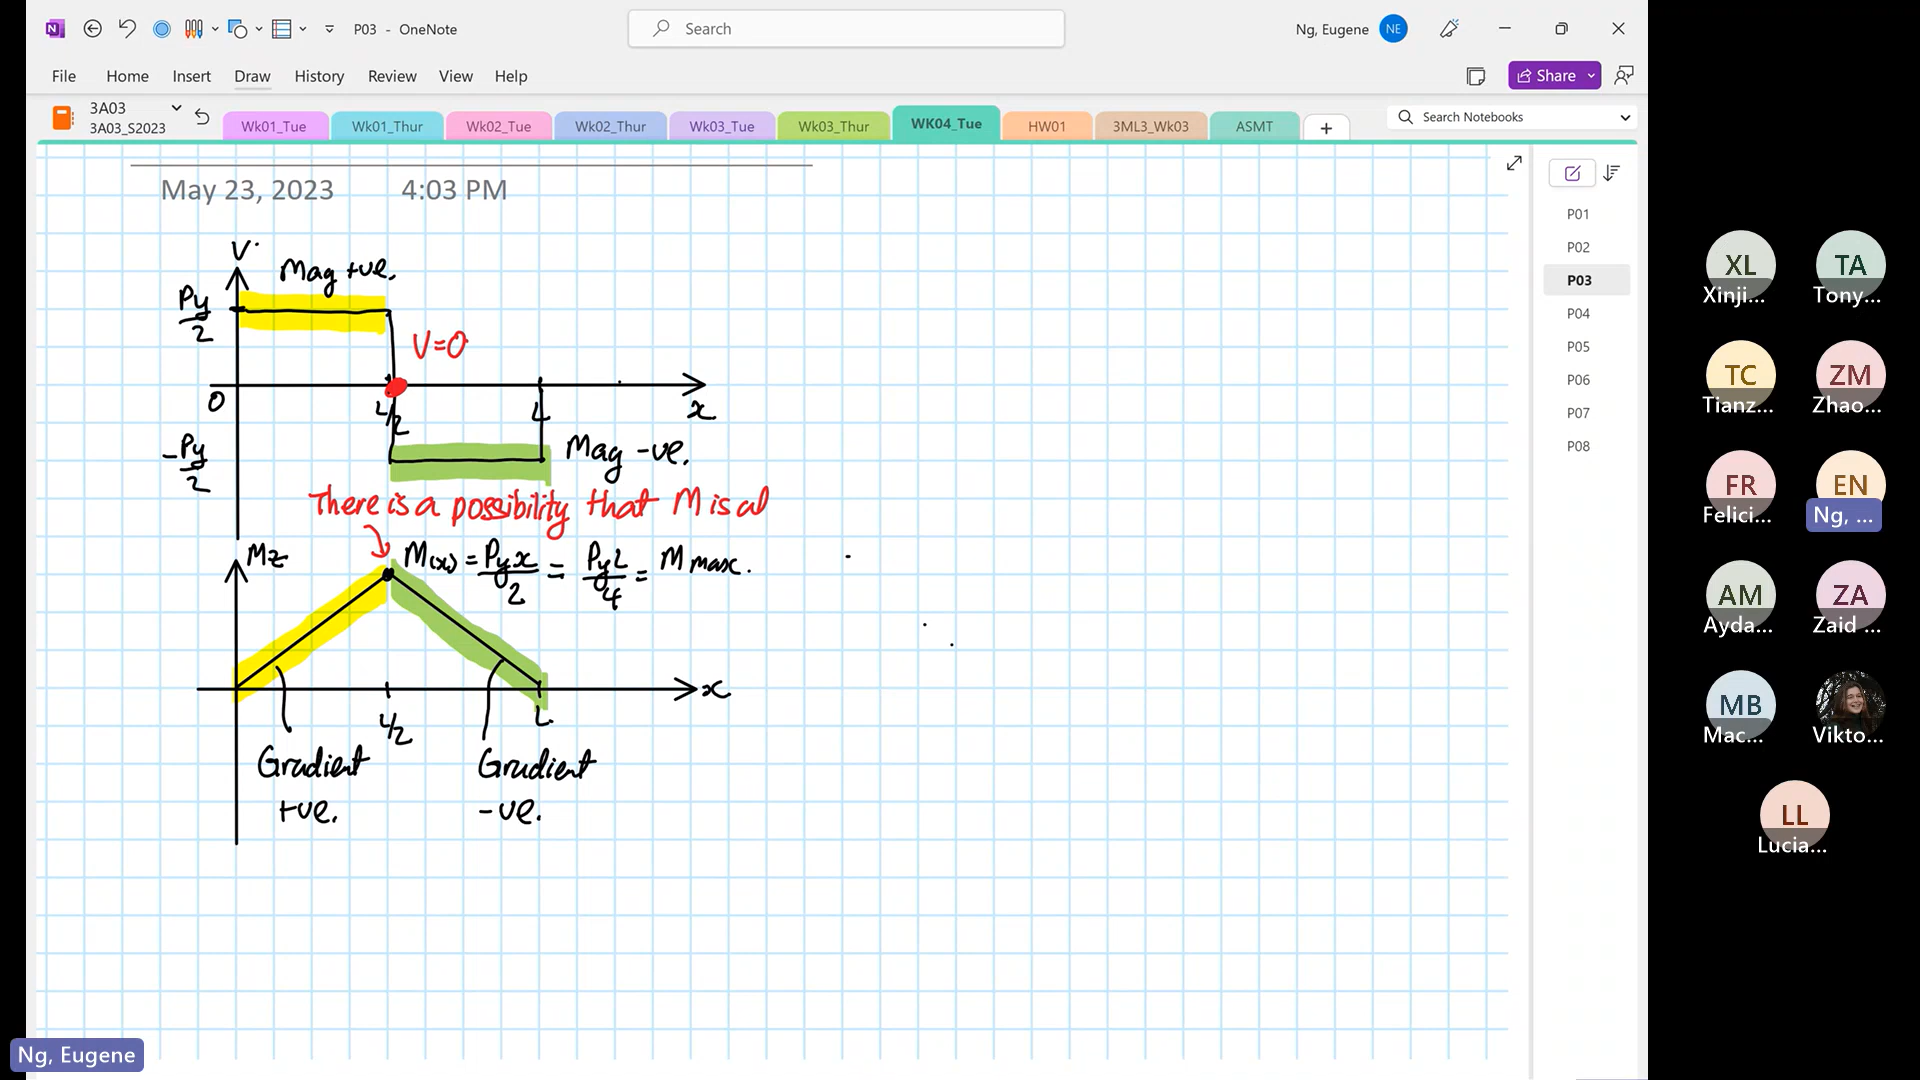 P03 - OneNote
Search
Ng, Eugene
NE
File Home Insert Draw History Review View Help
Share
3A03
3A03_S2023
Wk01_Tue Wk01_Thur Wk02_Tue Wk02_Thur Wk03_Tue Wk03_Thur WK04_Tue HW01 3ML3_Wk03 ASMT +
Search Notebooks
May 23, 2023 4:03 PM
V
Mag +ve.
Py/2
V=0
0
L/2
L
x
-Py/2
Mag -ve.
There is a possibility that M is al
Mz
M(x) = Pyx/2 = PyL/4 = M max.
x
L/2
L
Gradient +ve.
Gradient -ve.
P01
P02
P03
P04
P05
P06
P07
P08
XL
Xinji...
TA
Tony...
TC
Tianz...
ZM
Zhao...
FR
Felici...
EN
Ng, ...
AM
Ayda...
ZA
Zaid ...
MB
Mac...
Vikto...
LL
Lucia...
Ng, Eugene